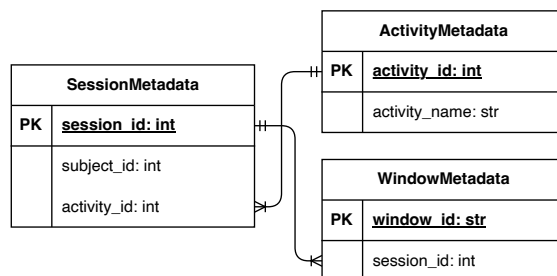 SessionMetadata
PK session_id: int
subject_id: int
activity_id: int
ActivityMetadata
PK activity_id: int
activity_name: str
WindowMetadata
PK window_id: str
session_id: int